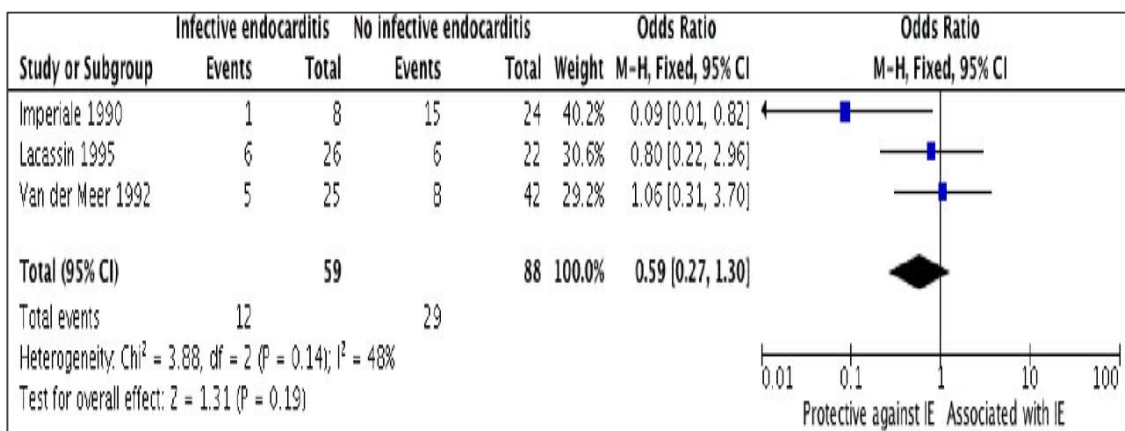 Infective endocarditis No infective endocarditis Odds Ratio Odds Ratio
Study or Subgroup Events Total Events Total Weight M-H, Fixed, 95% CI M-H, Fixed, 95% CI
Imperiale 1990 1 8 15 24 40.2% 0.09 [0.01, 0.82]
Lacassin 1995 6 26 6 22 30.6% 0.80 [0.22, 2.96]
Van der Meer 1992 5 25 8 42 29.2% 1.06 [0.31, 3.70]
Total (95% CI) 59 88 100.0% 0.59 [0.27, 1.30]
Total events 12 29
Heterogeneity: Chi² = 3.88, df = 2 (P = 0.14); I² = 48%
Test for overall effect: Z = 1.31 (P = 0.19)
0.01 0.1 1 10 100
Protective against IE Associated with IE